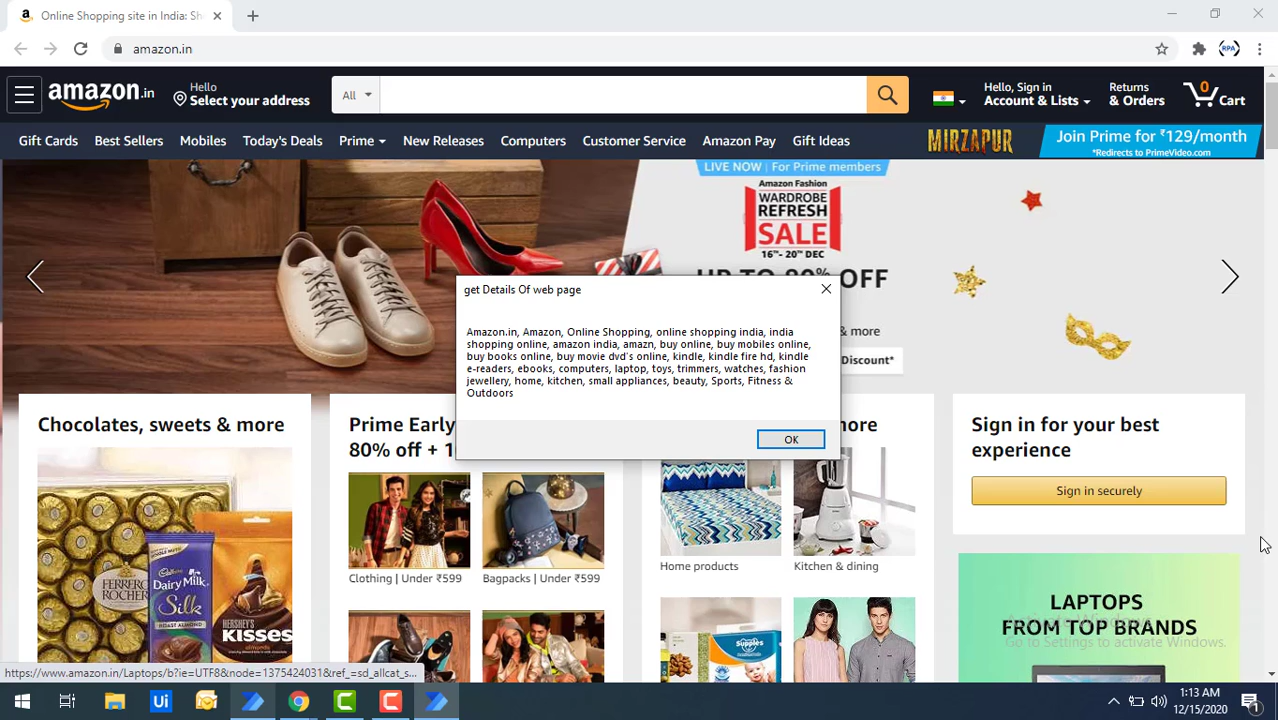 Online Shopping site in India: Sh
amazon.in
RPA
amazon.in
Hello
Select your address
All
Hello, Sign in
Account & Lists
Returns
& Orders
0
Cart
Gift Cards
Best Sellers
Mobiles
Today's Deals
Prime
New Releases
Computers
Customer Service
Amazon Pay
Gift Ideas
MIRZAPUR
Join Prime for ₹129/month
*Redirects to PrimeVideo.com
LIVE NOW | For Prime members
Amazon Fashion
WARDROBE
REFRESH
SALE
16TH- 20TH DEC
UP TO 80% OFF
& more
Discount*
get Details Of web page
Amazon.in, Amazon, Online Shopping, online shopping india, india
shopping online, amazon india, amazn, buy online, buy mobiles online,
buy books online, buy movie dvd's online, kindle, kindle fire hd, kindle
e-readers, ebooks, computers, laptop, toys, trimmers, watches, fashion
jewellery, home, kitchen, small appliances, beauty, Sports, Fitness &
Outdoors
OK
Chocolates, sweets & more
Prime Early
80% off + 1
more
Sign in for your best
experience
Sign in securely
Clothing | Under ₹599
Bagpacks | Under ₹599
Home products
Kitchen & dining
FERRERO
ROCHER
Cadbury
Dairy Milk
Silk
ROAST ALMOND
HERSHEY'S
KISSES
almonds
supples
LAPTOPS
FROM TOP BRANDS
Activate Windows
Go to Settings to activate Windows.
https://www.amazon.in/Laptops/b?ie=UTF8&node=1375424031&ref_=sd_allcat_s...
Ui
1:13 AM
12/15/2020
1